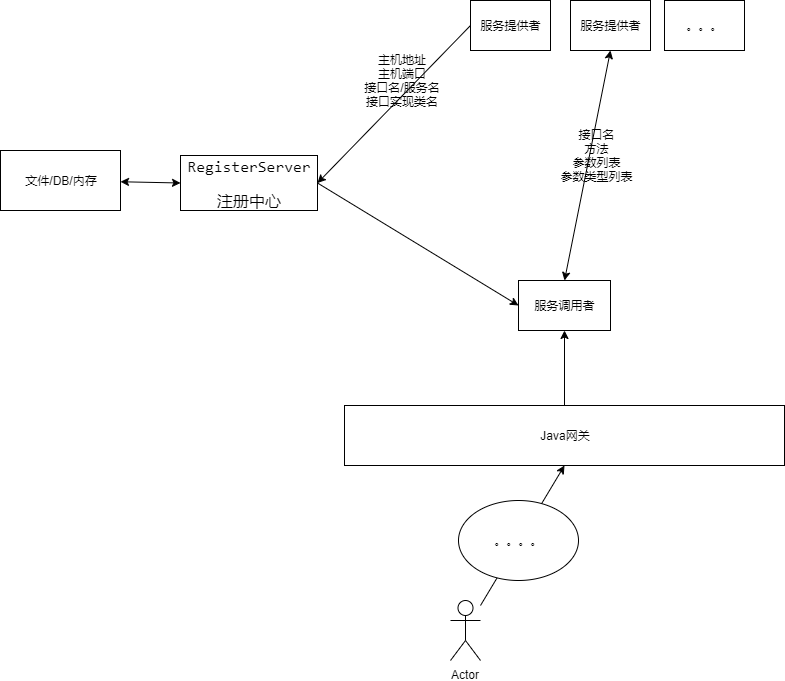 服务提供者
服务提供者
。。。
主机地址
主机端口
接口名/服务名
接口实现类名
接口名
方法
参数列表
参数类型列表
文件/DB/内存
RegisterServer
注册中心
服务调用者
Java网关
。。。。
Actor